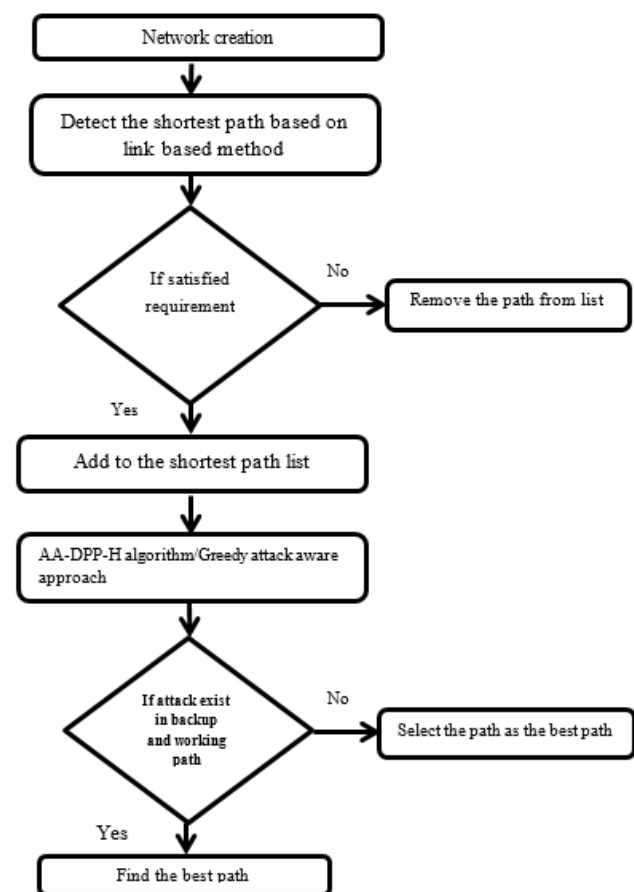 Network creation
Detect the shortest path based on
link based method
If satisfied
requirement
No
Remove the path from list
Yes
Add to the shortest path list
AA-DPP-H algorithm/Greedy attack aware
approach
If attack exist
in backup
and working
path
No
Select the path as the best path
Yes
Find the best path